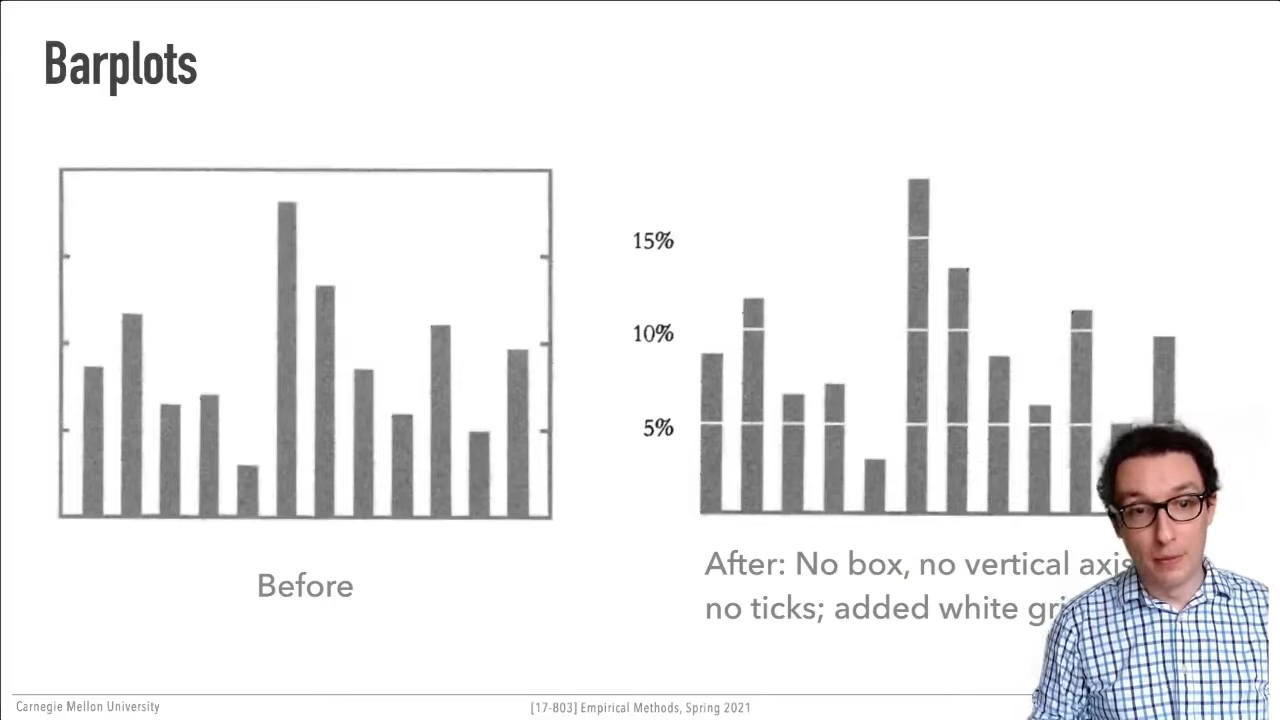 Barplots
15%
10%
5%
Before
After: No box, no vertical axis
no ticks; added white
Carnegie Mellon University
[17-803] Empirical Methods, Spring 2021